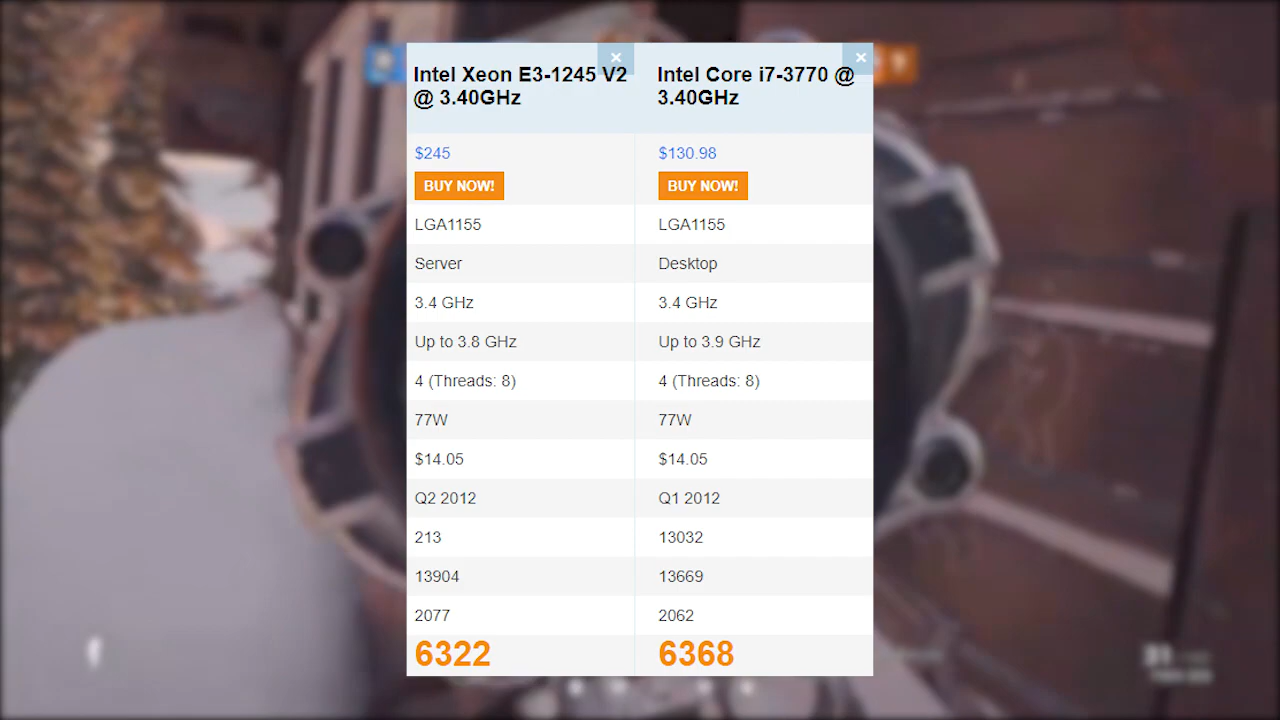 Intel Xeon E3-1245 V2 @ 3.40GHz
Intel Core i7-3770 @ 3.40GHz
$245
$130.98
BUY NOW!
BUY NOW!
LGA1155
LGA1155
Server
Desktop
3.4 GHz
3.4 GHz
Up to 3.8 GHz
Up to 3.9 GHz
4 (Threads: 8)
4 (Threads: 8)
77W
77W
$14.05
$14.05
Q2 2012
Q1 2012
213
13032
13904
13669
2077
2062
6322
6368